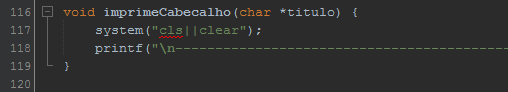 116 void imprimeCabecalho(char *titulo) {
117 system("cls||clear");
118 printf("\n-----------------------------------------
119 }
120